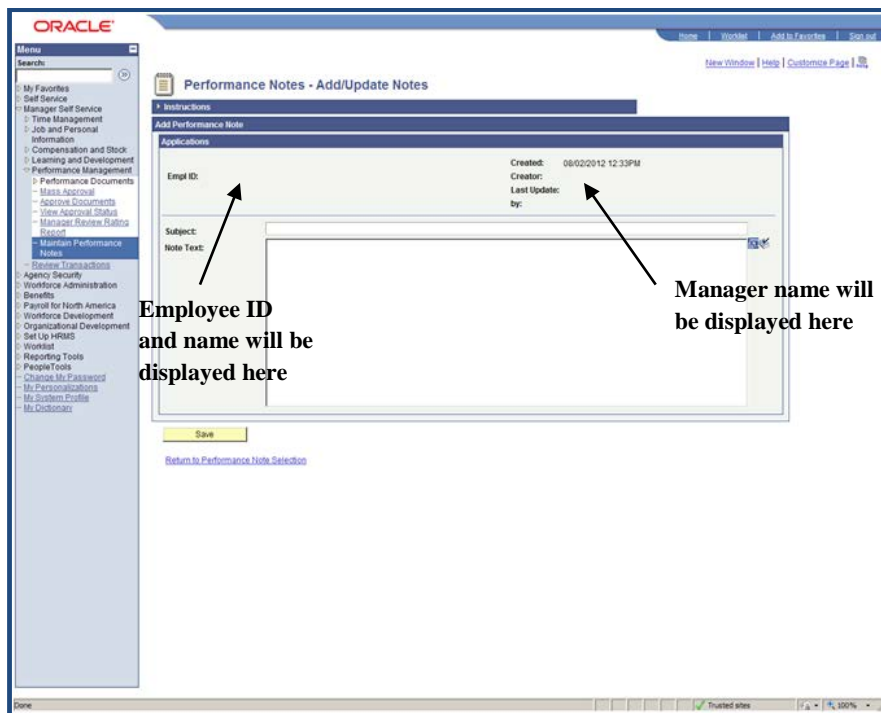 ORACLE'
Home | Worklist | Add to Favorites | Sign out
Menu
Search:
New Window | Help | Customize Page |
My Favorites
Self Service
Manager Self Service
Time Management
Job and Personal
Information
Compensation and Stock
Learning and Development
Performance Management
Performance Documents
Mass Approval
Approve Documents
View Approval Status
Manager Review Rating
Report
Maintain Performance
Notes
Review Transactions
Agency Security
Workforce Administration
Benefits
Payroll for North America
Workforce Development
Organizational Development
Set Up HRMS
Worklist
Reporting Tools
PeopleTools
Change My Password
My Personalizations
My System Profile
My Dictionary
Performance Notes - Add/Update Notes
Instructions
Add Performance Note
Applications
Empl ID:
Created: 08/02/2012 12:33PM
Creator:
Last Update:
by:
Subject:
Note Text:
Employee ID
and name will be
displayed here
Manager name will
be displayed here
Save
Return to Performance Note Selection
Done
Trusted sites
100%